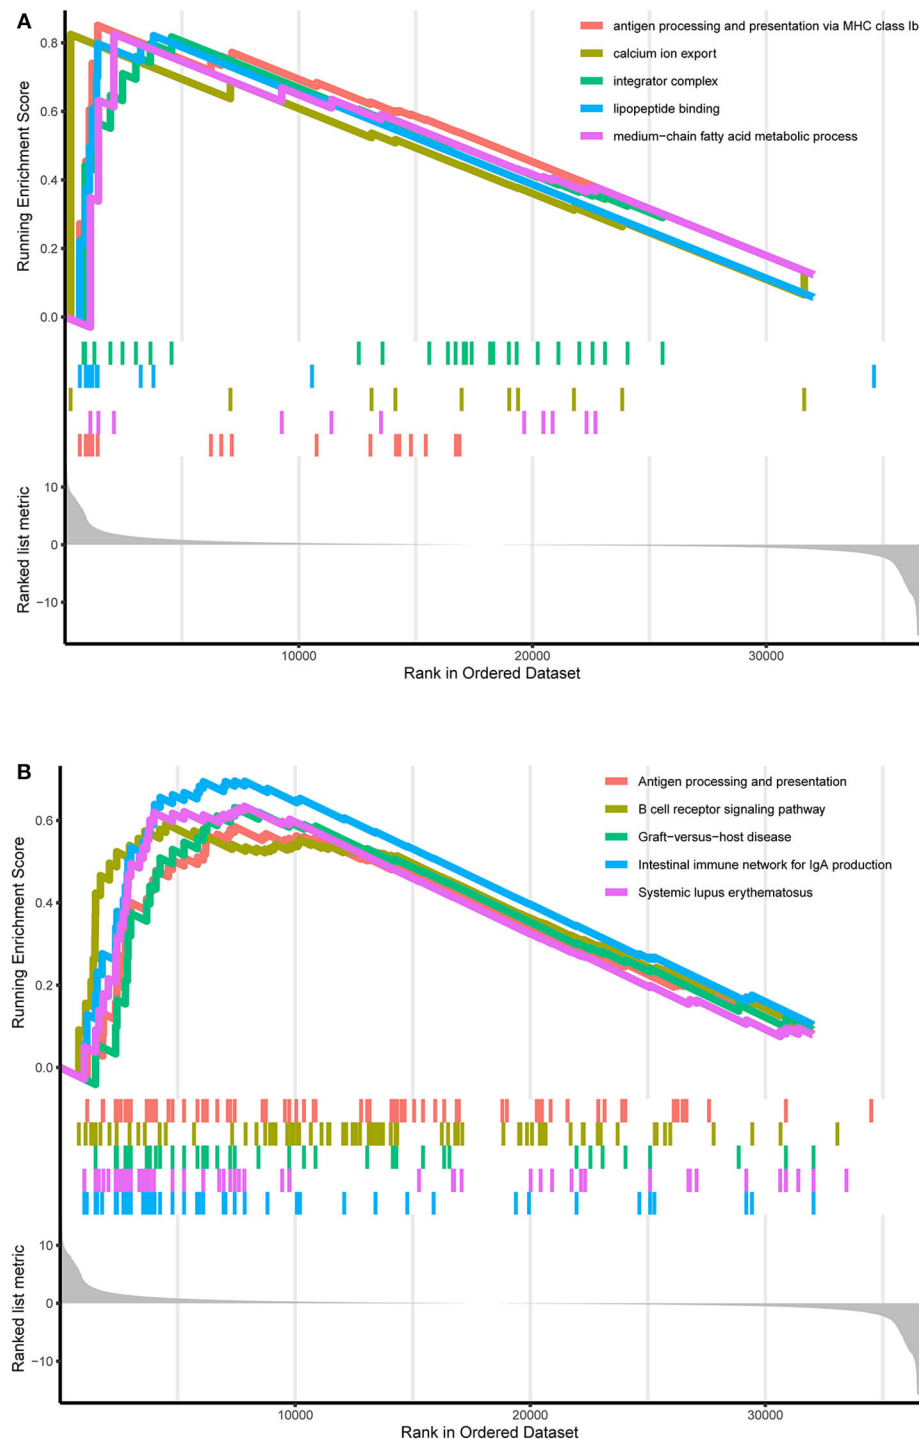 A
antigen processing and presentation via MHC class Ib
calcium ion export
integrator complex
lipopeptide binding
medium−chain fatty acid metabolic process
Running Enrichment Score
0.8
0.6
0.4
0.2
0.0
Ranked list metric
10
0
−10
10000 20000 30000
Rank in Ordered Dataset
B
Antigen processing and presentation
B cell receptor signaling pathway
Graft−versus−host disease
Intestinal immune network for IgA production
Systemic lupus erythematosus
Running Enrichment Score
0.6
0.4
0.2
0.0
Ranked list metric
10
0
−10
10000 20000 30000
Rank in Ordered Dataset